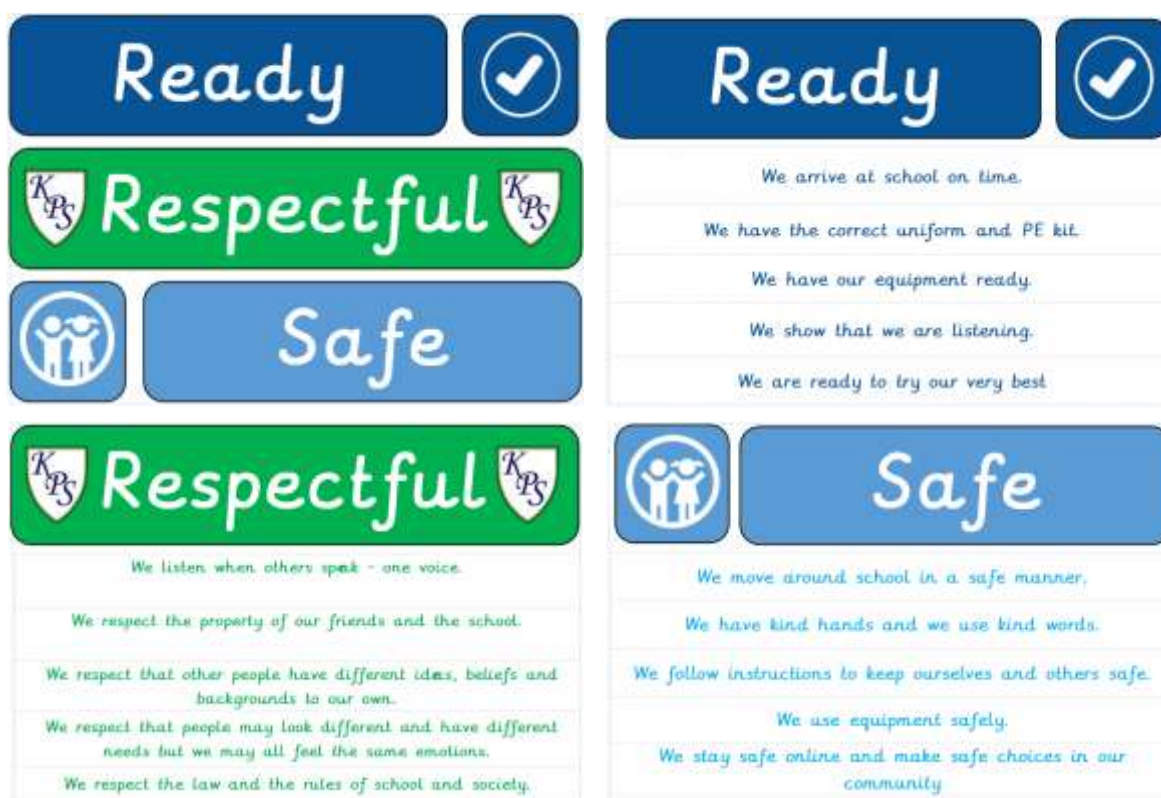 Ready
KPS Respectful KPS
Safe
Ready
We arrive at school on time.
We have the correct uniform and PE kit.
We have our equipment ready.
We show that we are listening.
We are ready to try our very best
KPS Respectful KPS
We listen when others speak - one voice.
We respect the property of our friends and the school.
We respect that other people have different ideas, beliefs and
backgrounds to our own.
We respect that people may look different and have different
needs but we may all feel the same emotions.
We respect the law and the rules of school and society.
Safe
We move around school in a safe manner.
We have kind hands and we use kind words.
We follow instructions to keep ourselves and others safe.
We use equipment safely.
We stay safe online and make safe choices in our
community